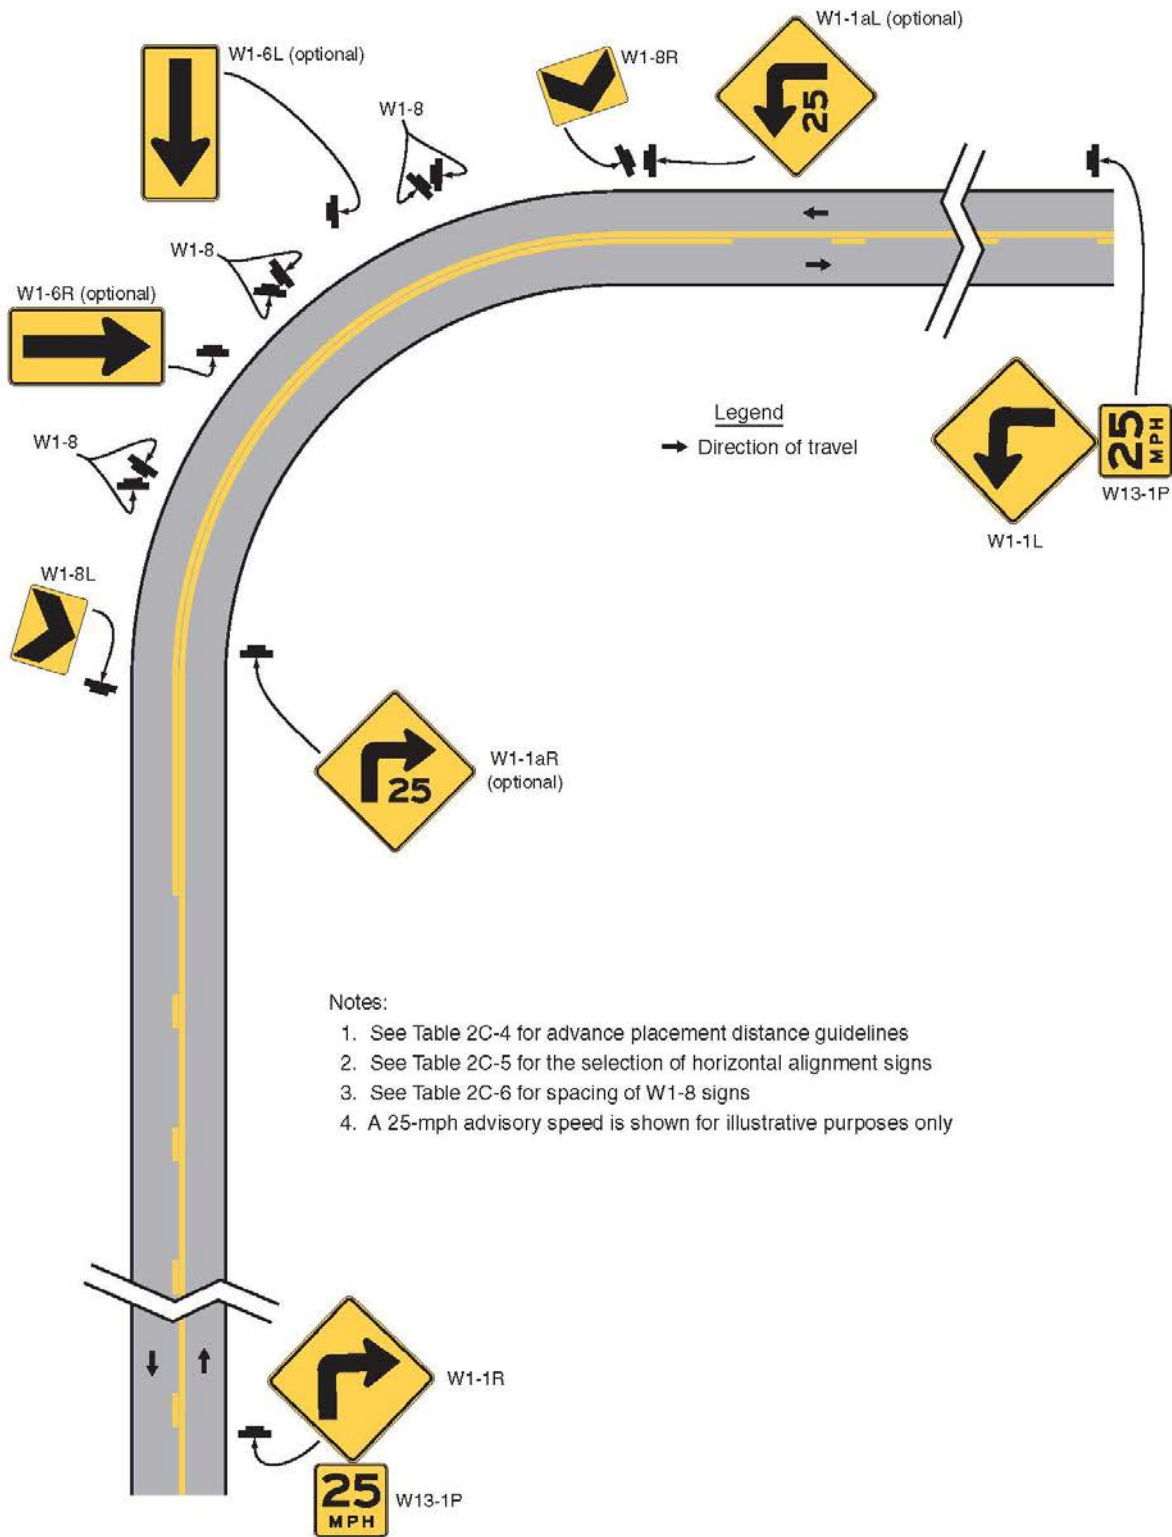 W1-1aL (optional)
W1-6L (optional)
W1-8R
25
W1-8
W1-8
W1-6R (optional)
Legend
Direction of travel
W1-8
25
MPH
W13-1P
W1-1L
W1-8L
W1-1aR
(optional)
25
Notes:
1. See Table 2C-4 for advance placement distance guidelines
2. See Table 2C-5 for the selection of horizontal alignment signs
3. See Table 2C-6 for spacing of W1-8 signs
4. A 25-mph advisory speed is shown for illustrative purposes only
W1-1R
25
MPH
W13-1P